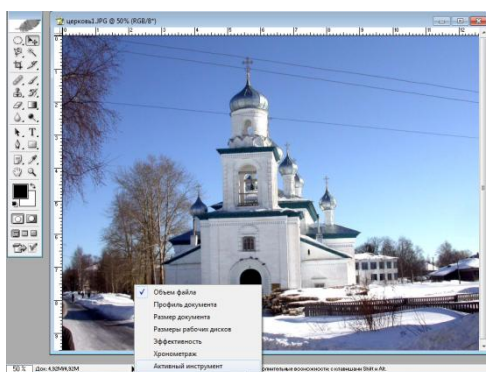 церковь1.JPG @ 50% (RGB/8*)
Объем файла
Профиль документа
Размер документа
Размеры рабочих дисков
Эффективность
Хронометраж
Активный инструмент
50 %
Док: 4,92M/4,92M
возможности: с клавишами Shift и Alt.